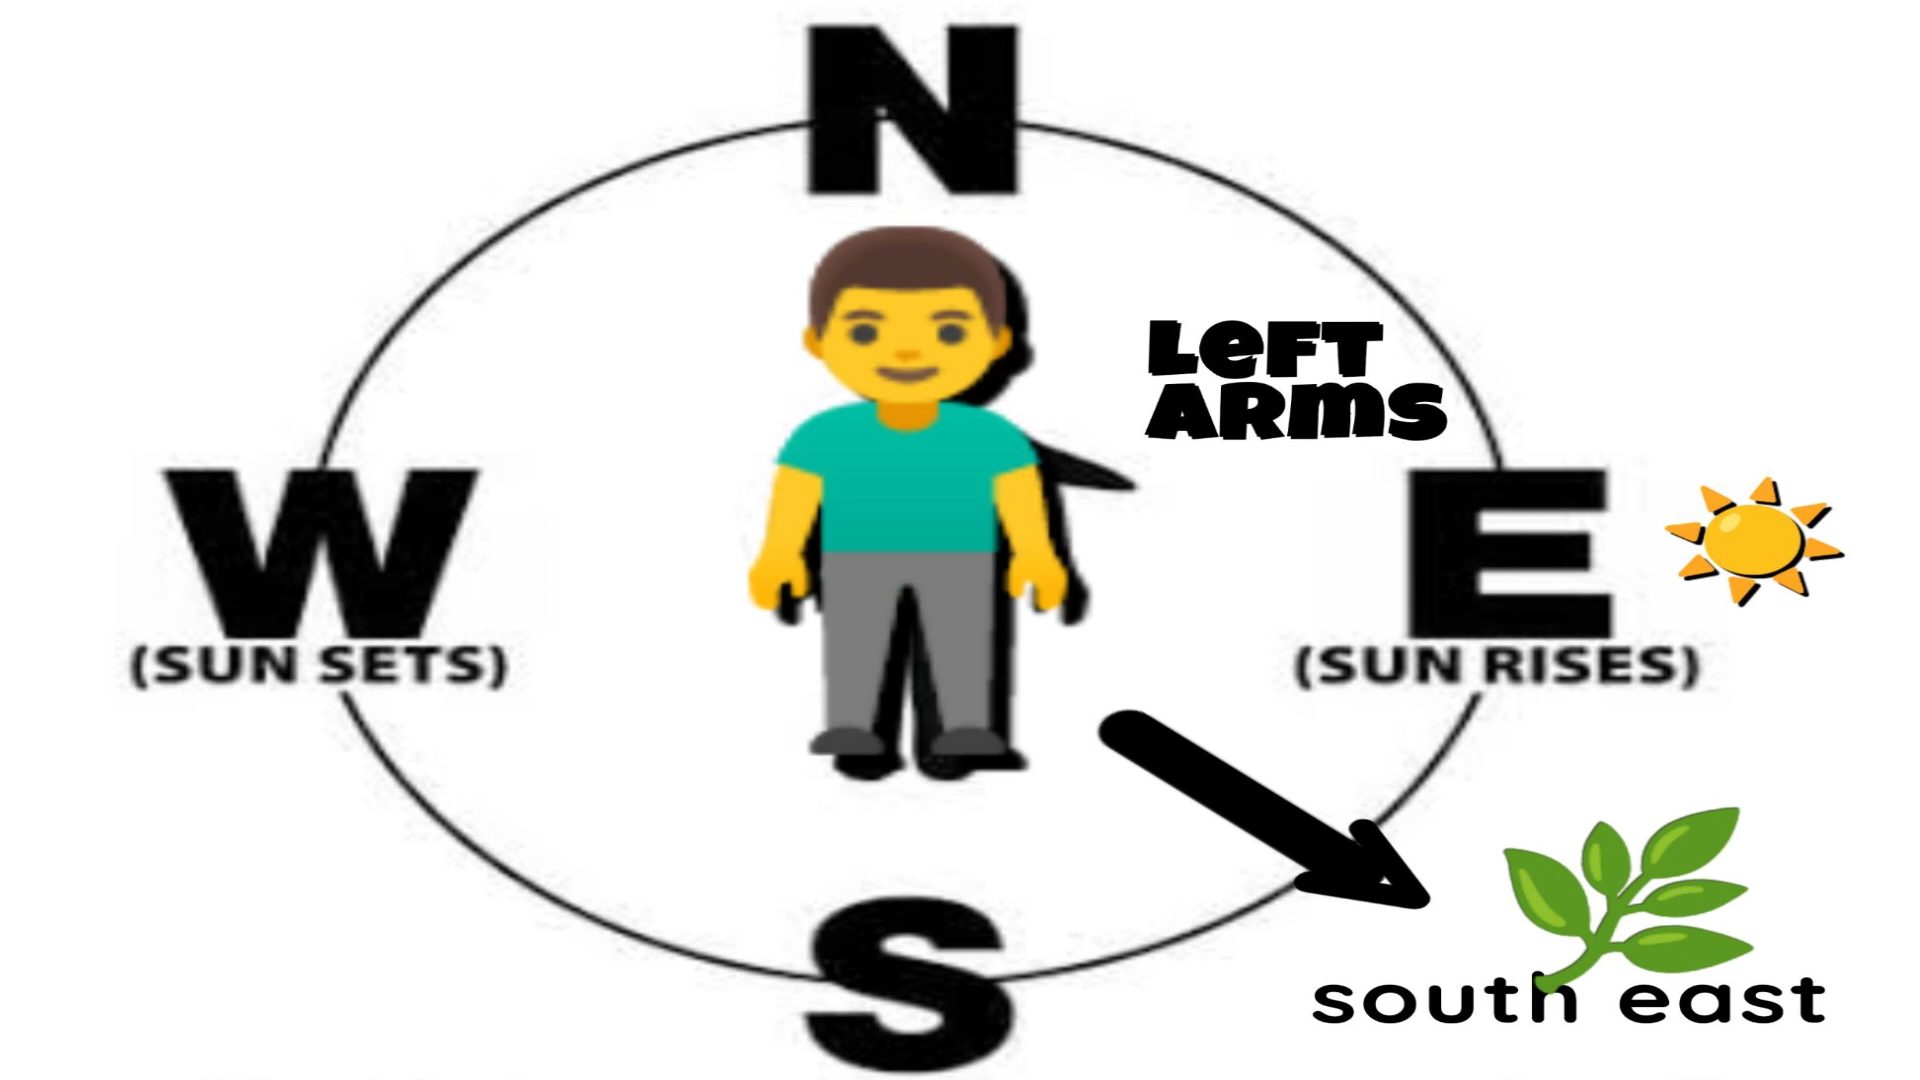 N
LEFT
ARMS
W
E
(SUN SETS)
(SUN RISES)
S
south east